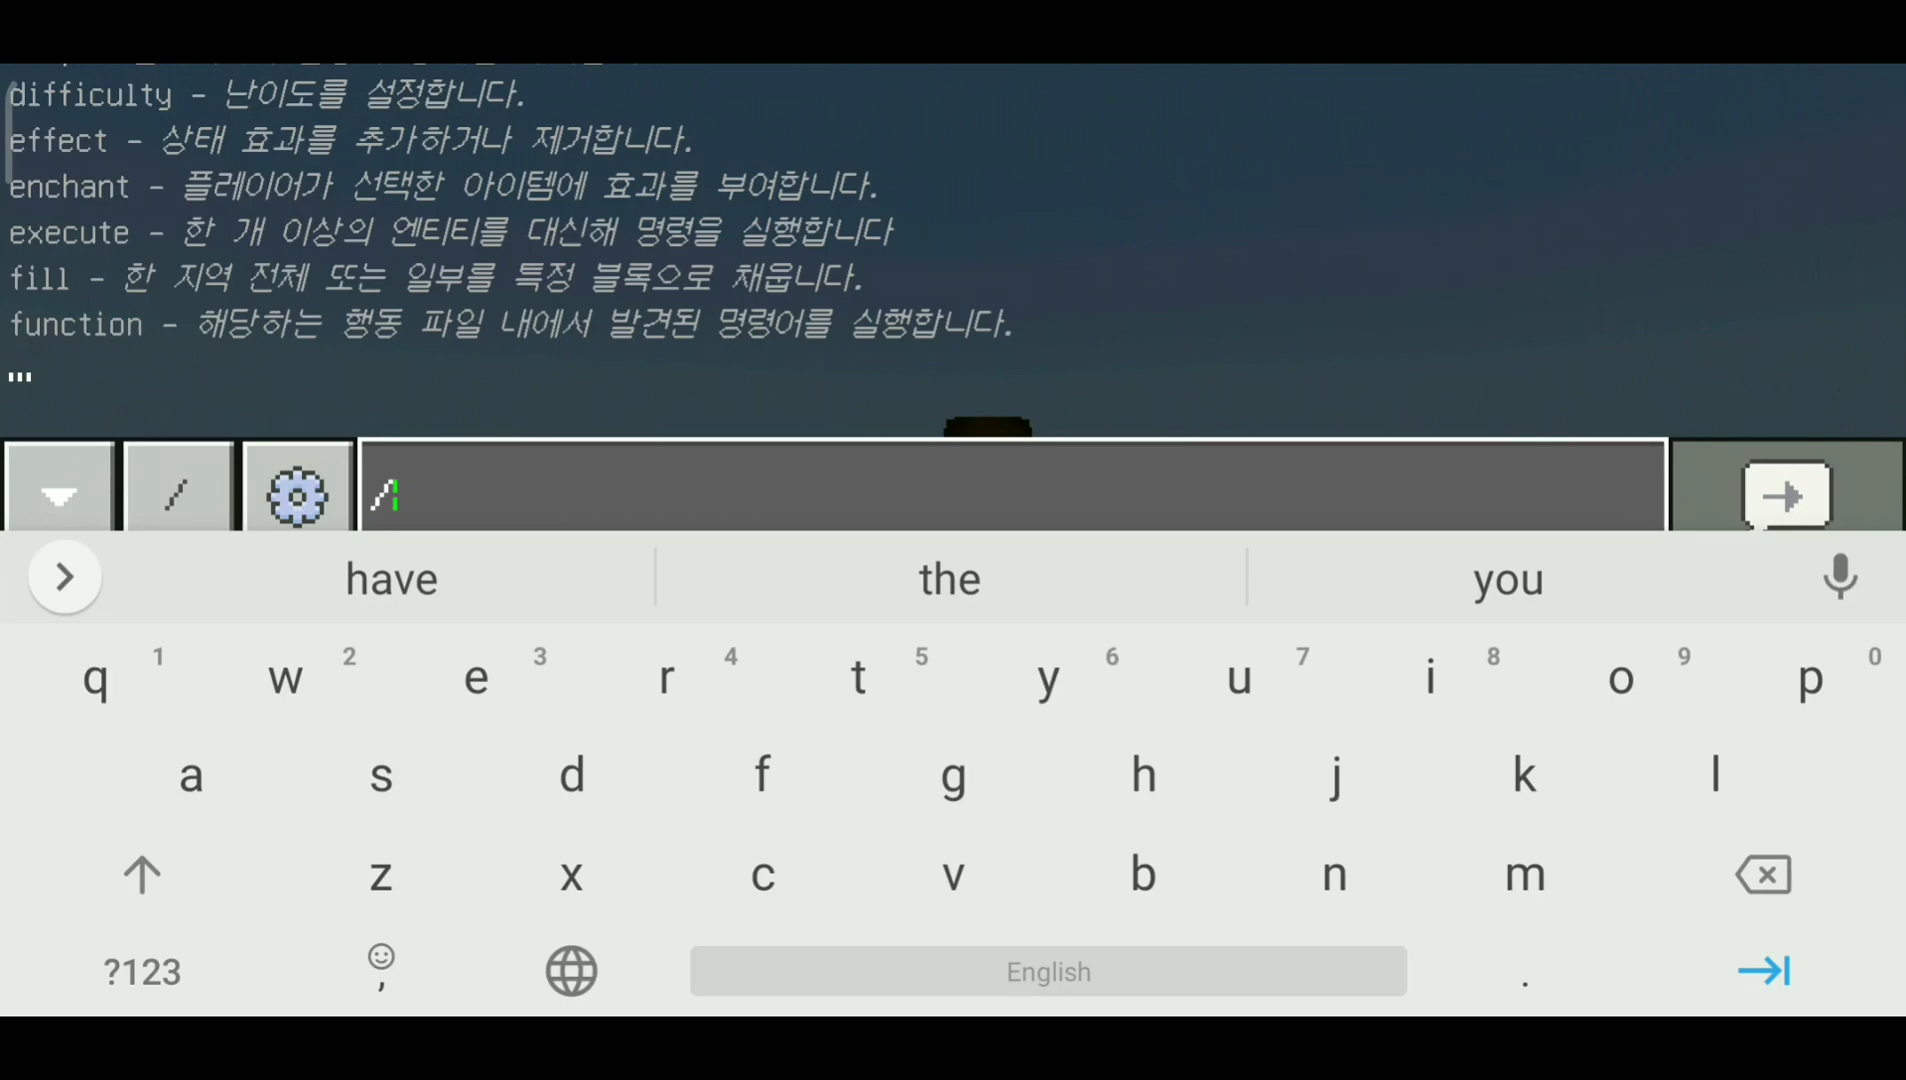 difficulty - 난이도를 설정합니다.
effect - 상태 효과를 추가하거나 제거합니다.
enchant - 플레이어가 선택한 아이템에 효과를 부여합니다.
execute - 한 개 이상의 엔티티를 대신해 명령을 실행합니다
fill - 한 지역 전체 또는 일부를 특정 블록으로 채웁니다.
function - 해당하는 행동 파일 내에서 발견된 명령어를 실행합니다.
...
/ /
have the you
q 1 w 2 e 3 r 4 t 5 y 6 u 7 i 8 o 9 p 0
a s d f g h j k l
z x c v b n m
?123 , English .